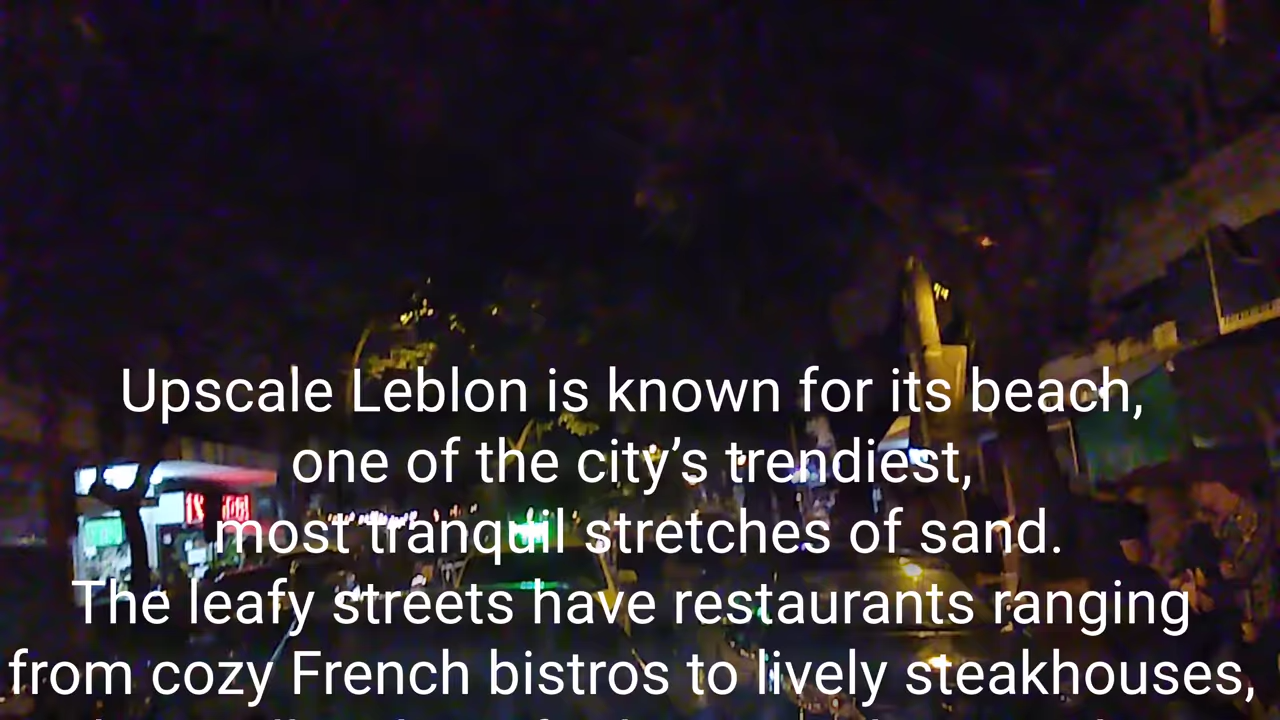 Upscale Leblon is known for its beach,
one of the city’s trendiest,
most tranquil stretches of sand.
The leafy streets have restaurants ranging
from cozy French bistros to lively steakhouses,